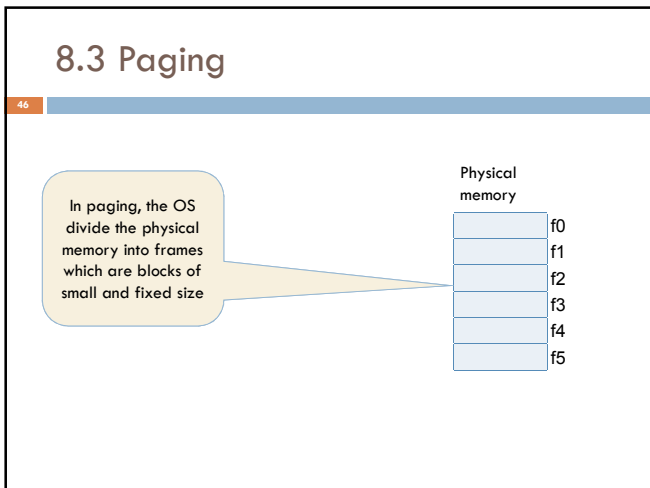 8.3 Paging
46
In paging, the OS
divide the physical
memory into frames
which are blocks of
small and fixed size
Physical
memory
f0
f1
f2
f3
f4
f5